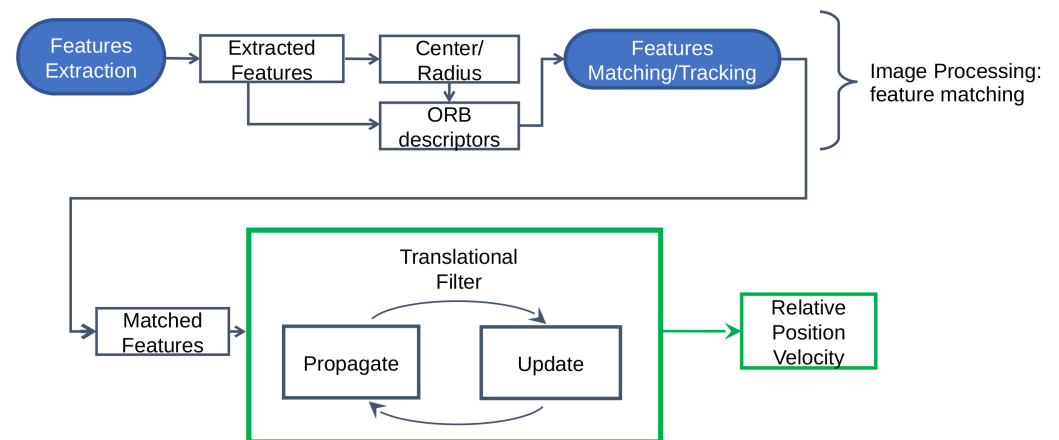 Features
Extraction
Extracted
Features
Center/
Radius
ORB
descriptors
Features
Matching/Tracking
Image Processing:
feature matching
Matched
Features
Translational
Filter
Propagate
Update
Relative
Position
Velocity